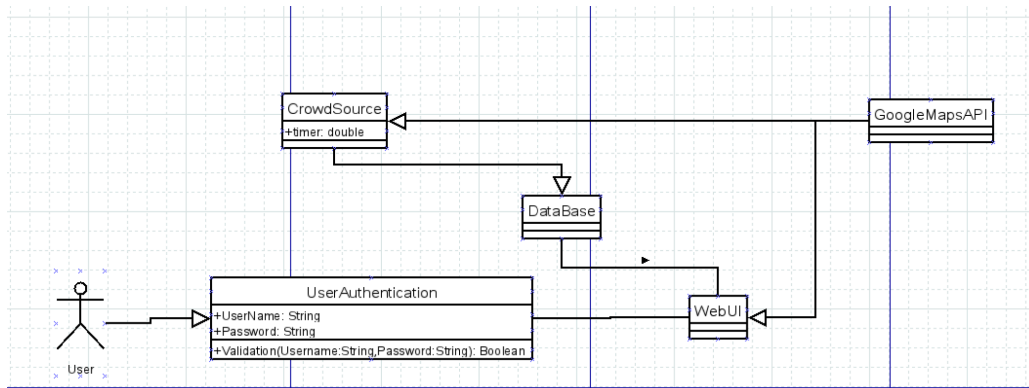 CrowdSource
+timer: double
GoogleMapsAPI
DataBase
UserAuthentication
+UserName: String
+Password: String
+Validation(Username:String,Password:String): Boolean
WebUI
User